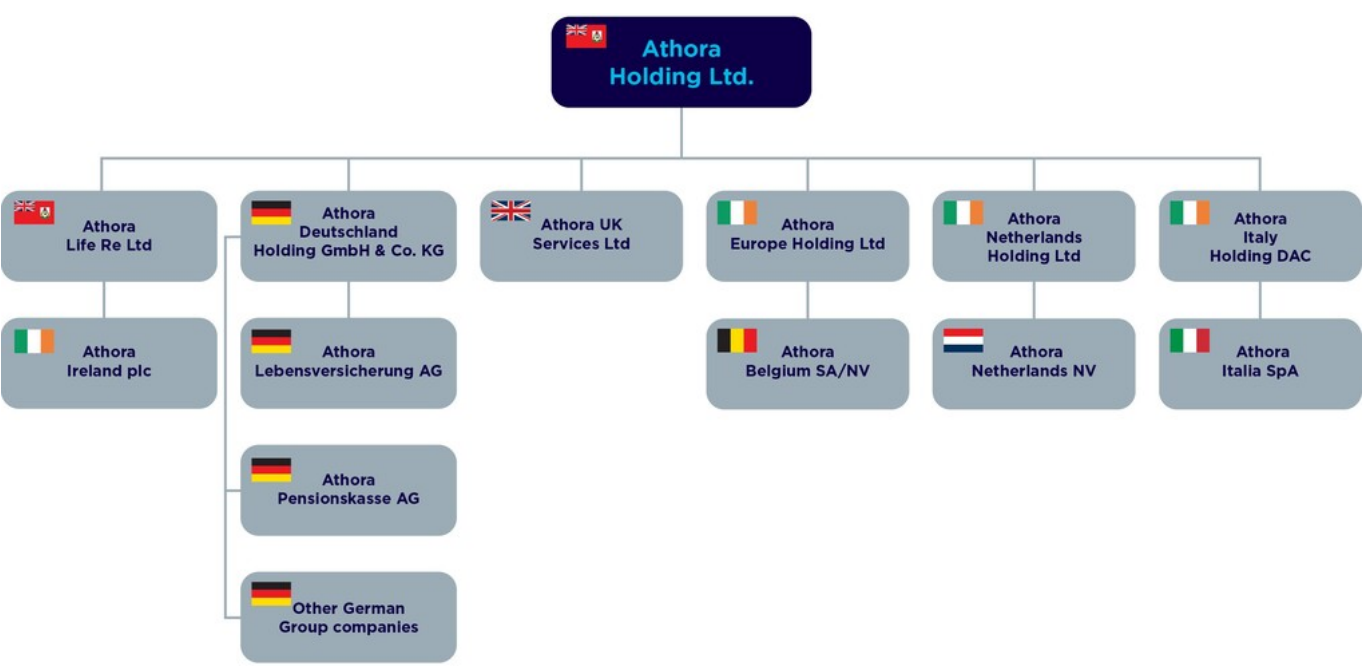 Athora
Holding Ltd.
Athora
Life Re Ltd
Athora
Deutschland
Holding GmbH & Co. KG
Athora UK
Services Ltd
Athora
Europe Holding Ltd
Athora
Netherlands
Holding Ltd
Athora
Italy
Holding DAC
Athora
Ireland plc
Athora
Lebensversicherung AG
Athora
Belgium SA/NV
Athora
Netherlands NV
Athora
Italia SpA
Athora
Pensionskasse AG
Other German
Group companies